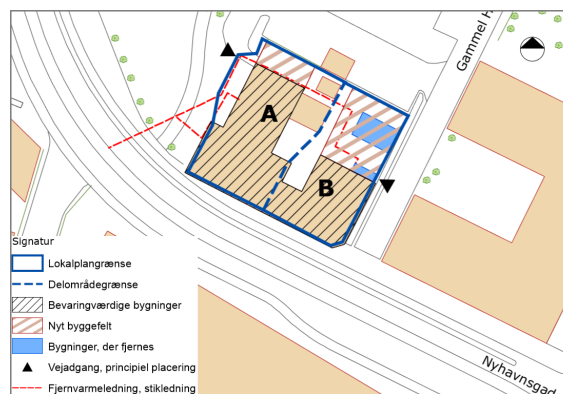 Gammel H
A
B
Signatur
Lokalplangrænse
Delområdegrænse
Bevaringværdige bygninger
Nyt byggefelt
Bygninger, der fjernes
Vejadgang, principiel placering
Fjernvarmeledning, stikledning
Nyhavnsgad